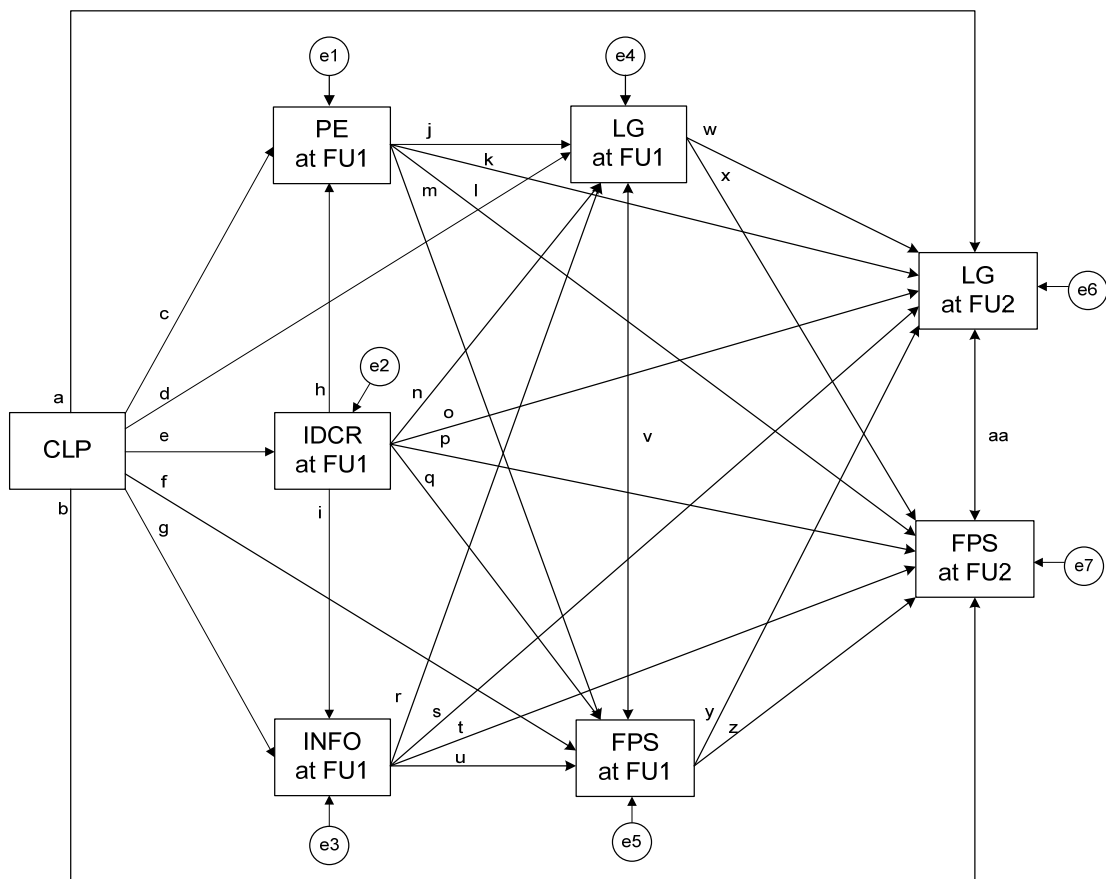 e1
e4
PE
at FU1
j
LG
at FU1
w
k
m
l
x
LG
at FU2
e6
c
e2
d
h
n
a
o
CLP
e
IDCR
at FU1
p
v
aa
f
q
b
i
g
FPS
at FU2
e7
r
s
t
y
z
INFO
at FU1
u
FPS
at FU1
e3
e5